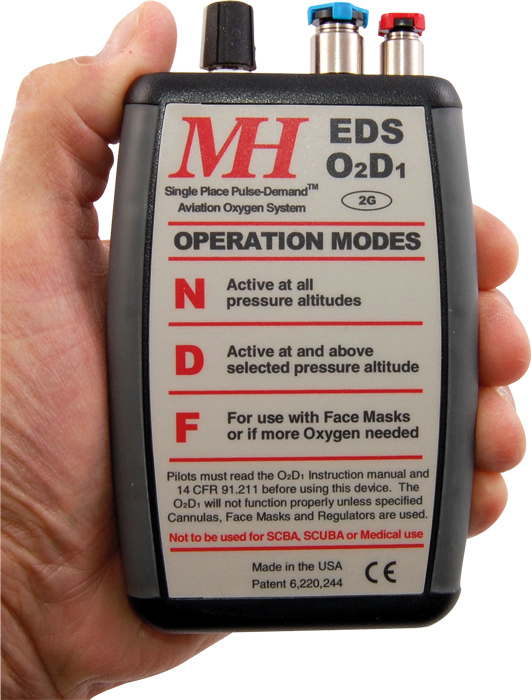 MH EDS
O₂D₁
Single Place Pulse-Demand™
Aviation Oxygen System
2G
OPERATION MODES
N Active at all
pressure altitudes
D Active at and above
selected pressure altitude
F For use with Face Masks
or if more Oxygen needed
Pilots must read the O₂D₁ Instruction manual and
14 CFR 91.211 before using this device. The
O₂D₁ will not function properly unless specified
Cannulas, Face Masks and Regulators are used.
Not to be used for SCBA, SCUBA or Medical use
Made in the USA
Patent 6,220,244 CE